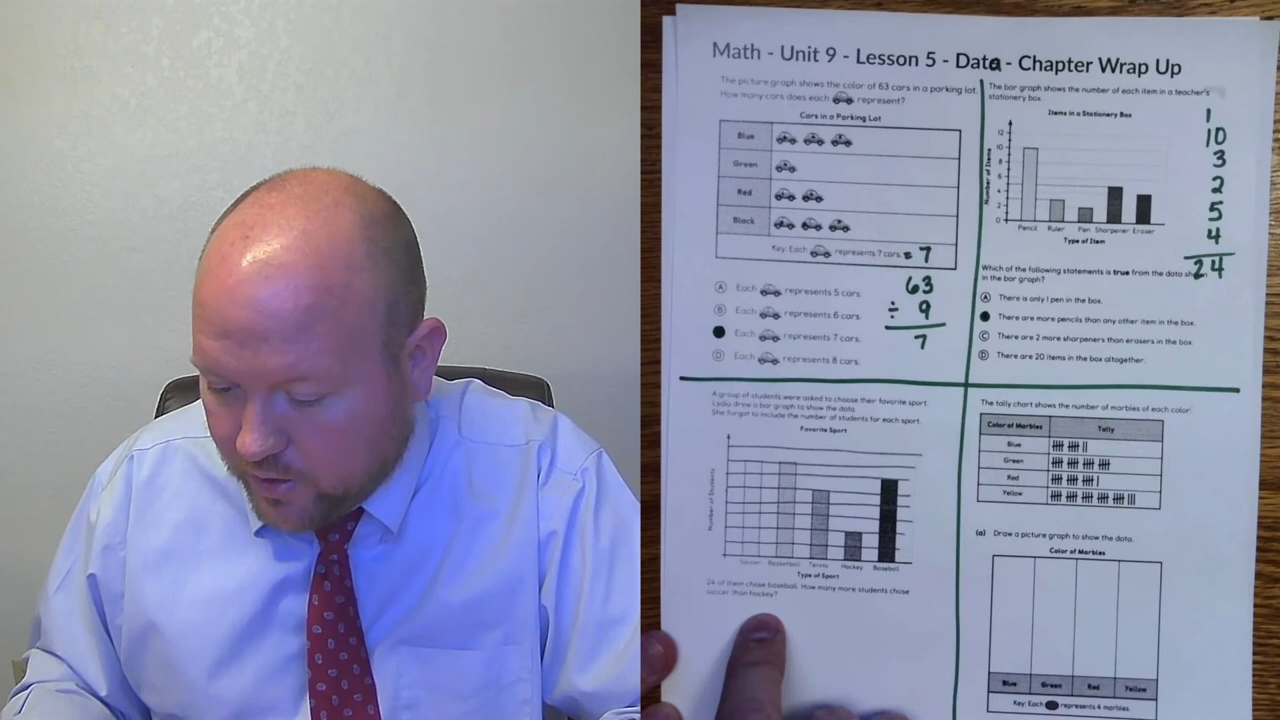 Math - Unit 9 - Lesson 5 - Data - Chapter Wrap Up
The picture graph shows the color of 63 cars in a parking lot.
How many cars does each represent?
Cars in a Parking Lot
Blue
Green
Red
Black
Key: Each represents 7 cars. = 7
63
÷ 9
7
A Each represents 5 cars.
B Each represents 6 cars.
Each represents 7 cars.
D Each represents 8 cars.
The bar graph shows the number of each item in a teacher's
stationery box.
Items in a Stationery Box
Number of Items
12
10
8
6
4
2
0
Pencil Ruler Pen Sharpener Eraser
Type of Item
1
10
3
2
5
4
24
Which of the following statements is true from the data shown
in the bar graph?
A There is only 1 pen in the box.
There are more pencils than any other item in the box.
C There are 2 more sharpeners than erasers in the box.
D There are 20 items in the box altogether.
A group of students were asked to choose their favorite sport.
Lydia drew a bar graph to show the data.
She forgot to include the number of students for each sport.
Favorite Sport
Number of Students
Soccer Basketball Tennis Hockey Baseball
Type of Sport
24 of them chose baseball. How many more students chose
soccer than hockey?
The tally chart shows the number of marbles of each color.
Color of Marbles Tally
Blue
Green
Red
Yellow
(a) Draw a picture graph to show the data.
Color of Marbles
Blue Green Red Yellow
Key: Each represents 4 marbles.